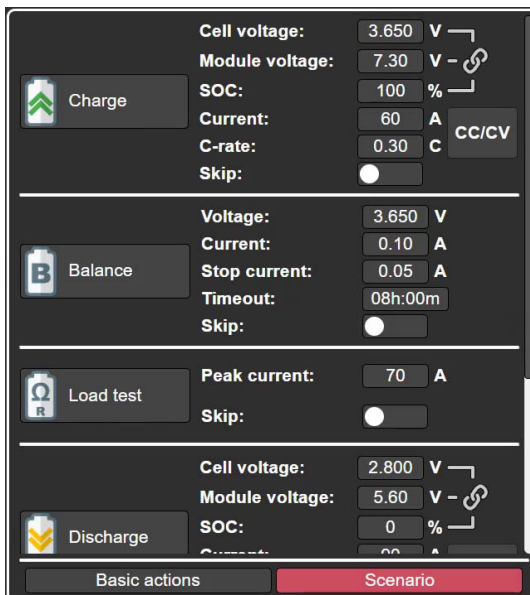 Cell voltage: 3.650 V
Module voltage: 7.30 V
Charge
SOC: 100 %
Current: 60 A
CC/CV
C-rate: 0.30 C
Skip:
Voltage: 3.650 V
Current: 0.10 A
B Balance
Stop current: 0.05 A
Timeout: 08h:00m
Skip:
Peak current: 70 A
Ω R Load test
Skip:
Cell voltage: 2.800 V
Module voltage: 5.60 V
SOC: 0 %
Discharge
Basic actions Scenario